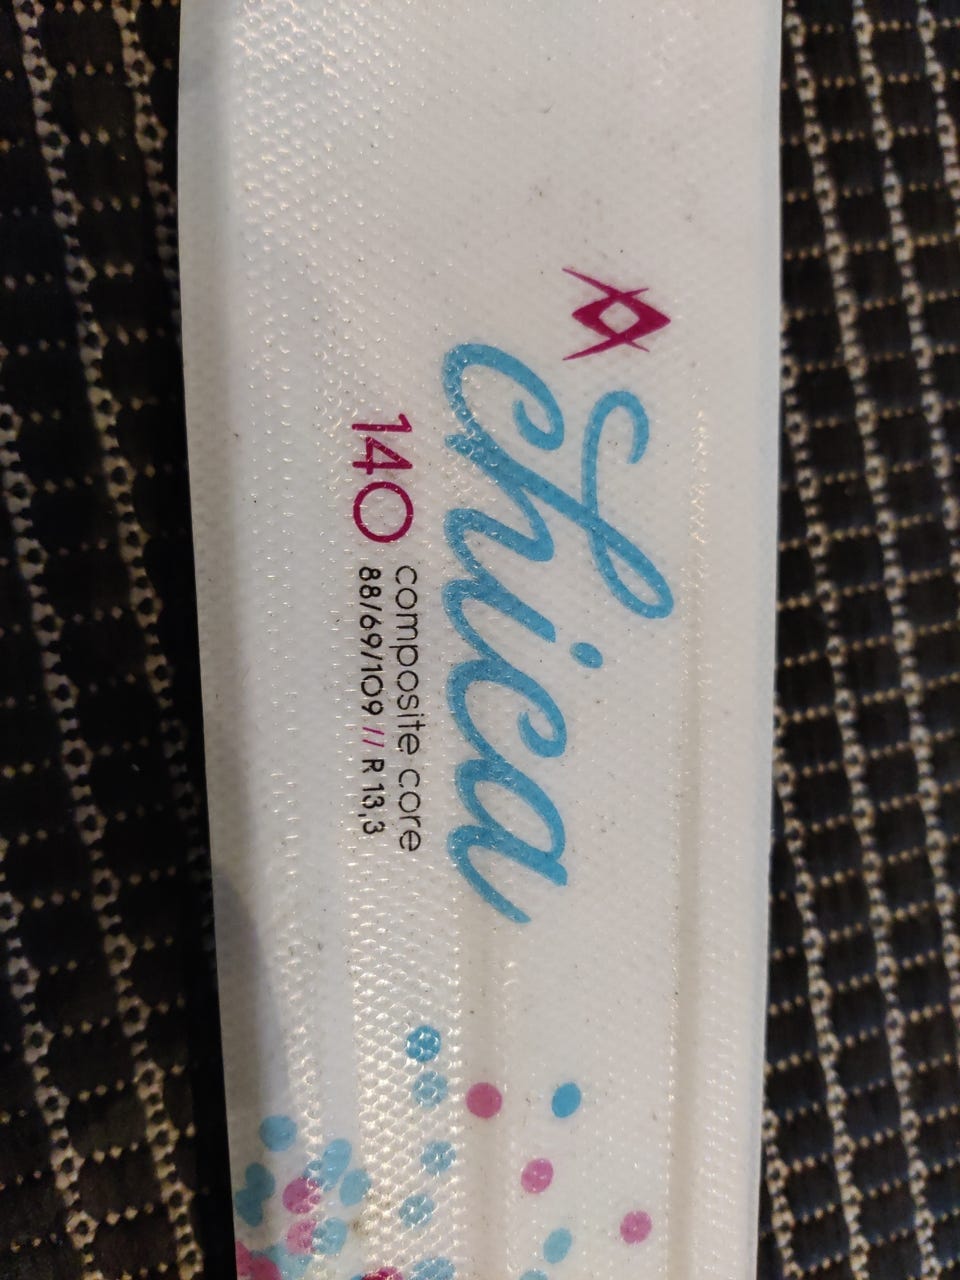 chica
140 composite core
88/69/109 // R 13,3